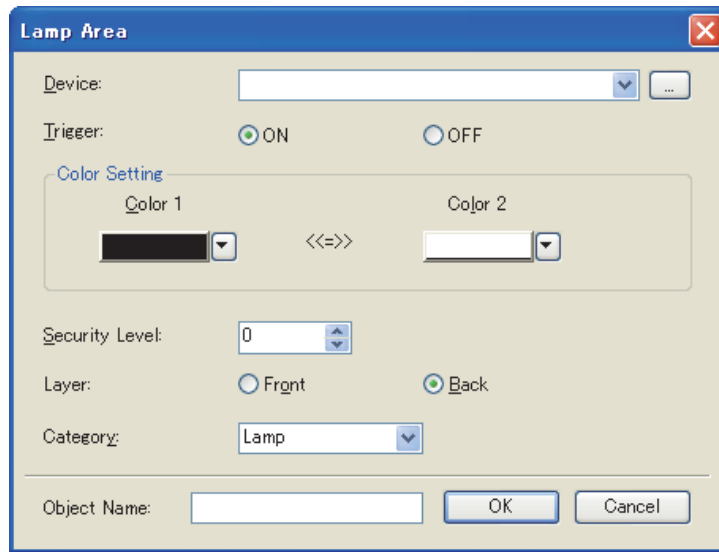 Lamp Area
Device:
...
Trigger: ON OFF
Color Setting
Color 1 Color 2
<<=>>
Security Level: 0
Layer: Front Back
Category: Lamp
Object Name: OK Cancel